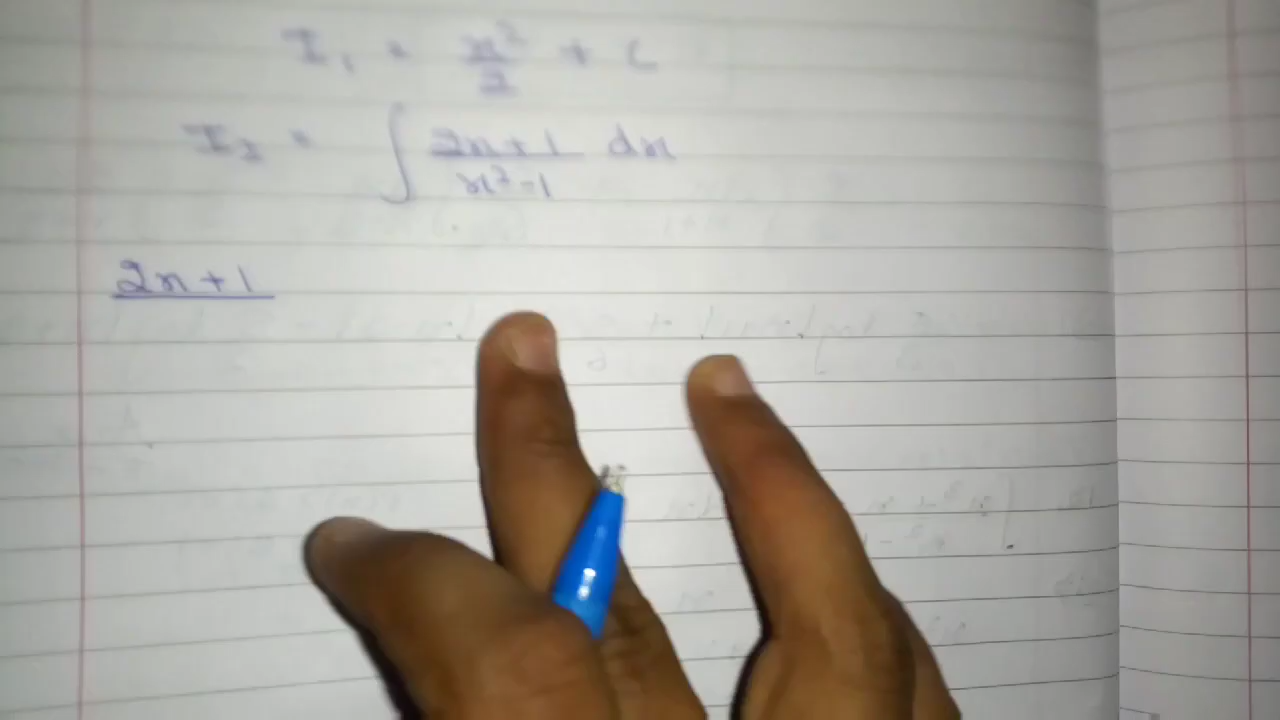 I₁ = x²/2 + C
I₂ = ∫ 2x+1/x²-1 dx
2x+1